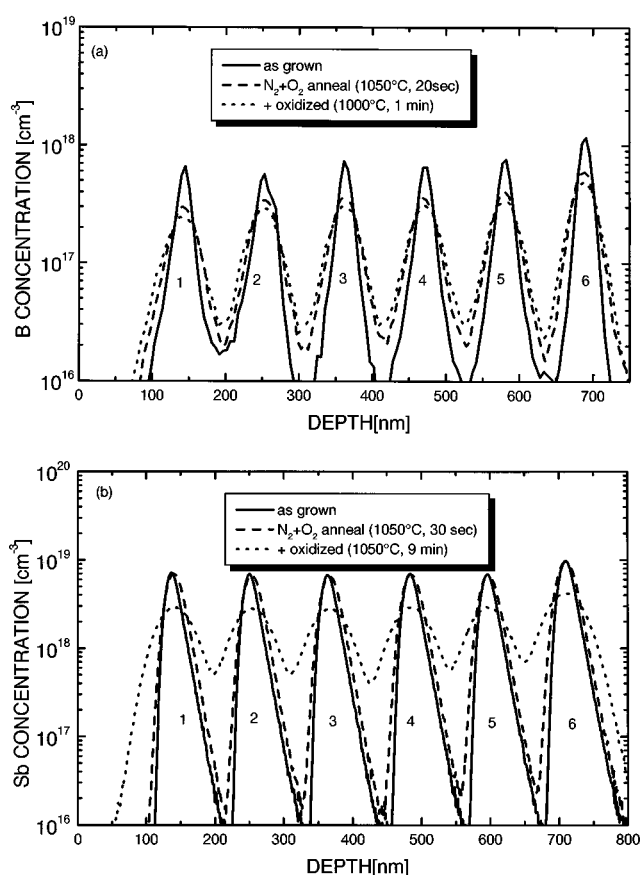 (a)
as grown
N₂+O₂ anneal (1050°C, 20sec)
+ oxidized (1000°C, 1 min)
B CONCENTRATION [cm⁻³]
10¹⁹
10¹⁸
10¹⁷
10¹⁶
1 2 3 4 5 6
0 100 200 300 400 500 600 700
DEPTH[nm]
(b)
as grown
N₂+O₂ anneal (1050°C, 30 sec)
+ oxidized (1050°C, 9 min)
Sb CONCENTRATION [cm⁻³]
10²⁰
10¹⁹
10¹⁸
10¹⁷
10¹⁶
1 2 3 4 5 6
0 100 200 300 400 500 600 700 800
DEPTH[nm]